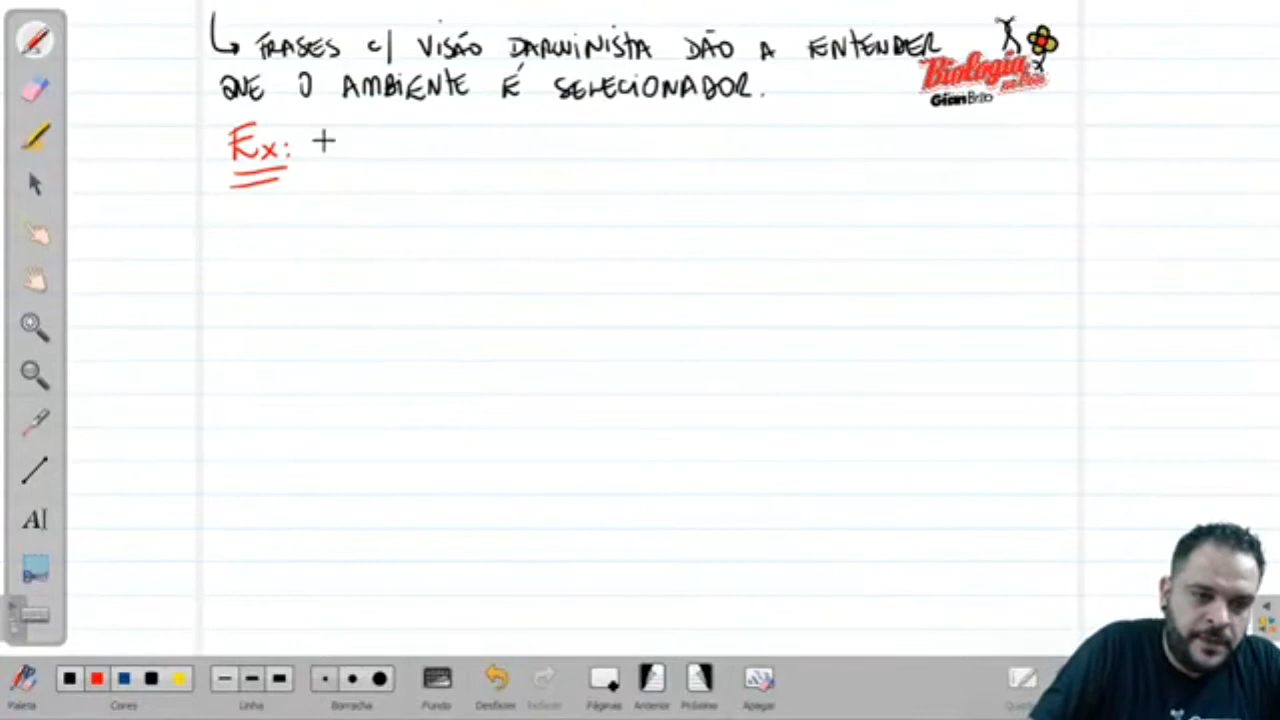 ↳ FRASES c/ VISÃO DARWINISTA DÃO A ENTENDER
QUE O AMBIENTE É SELECIONADOR.
Biologia
Gian Brito
Ex:
AI
Paleta
Cores
Linha
Borracha
Fundo
Desfazer
Refazer
Páginas
Anterior
Próximo
Apagar